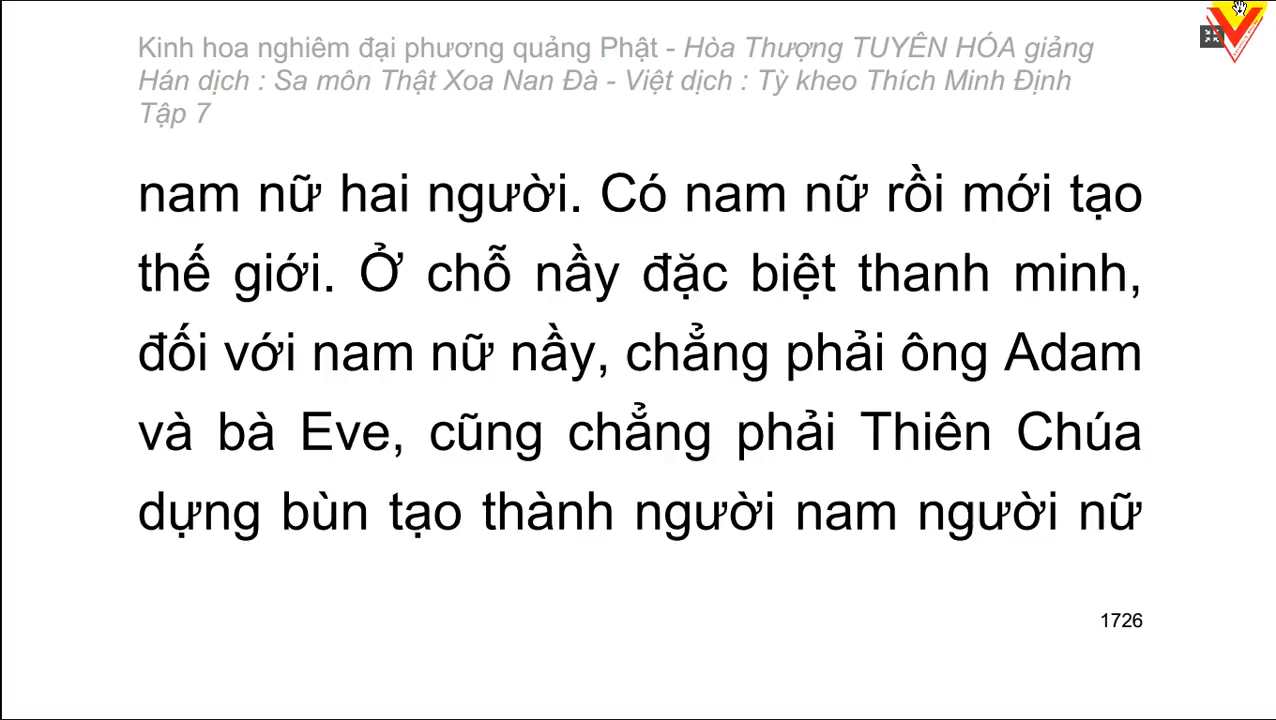 Kinh hoa nghiêm đại phương quảng Phật - Hòa Thượng TUYÊN HÓA giảng
Hán dịch : Sa môn Thật Xoa Nan Đà - Việt dịch : Tỳ kheo Thích Minh Định
Tập 7
nam nữ hai người. Có nam nữ rồi mới tạo
thế giới. Ở chỗ nầy đặc biệt thanh minh,
đối với nam nữ nầy, chẳng phải ông Adam
và bà Eve, cũng chẳng phải Thiên Chúa
dựng bùn tạo thành người nam người nữ
1726